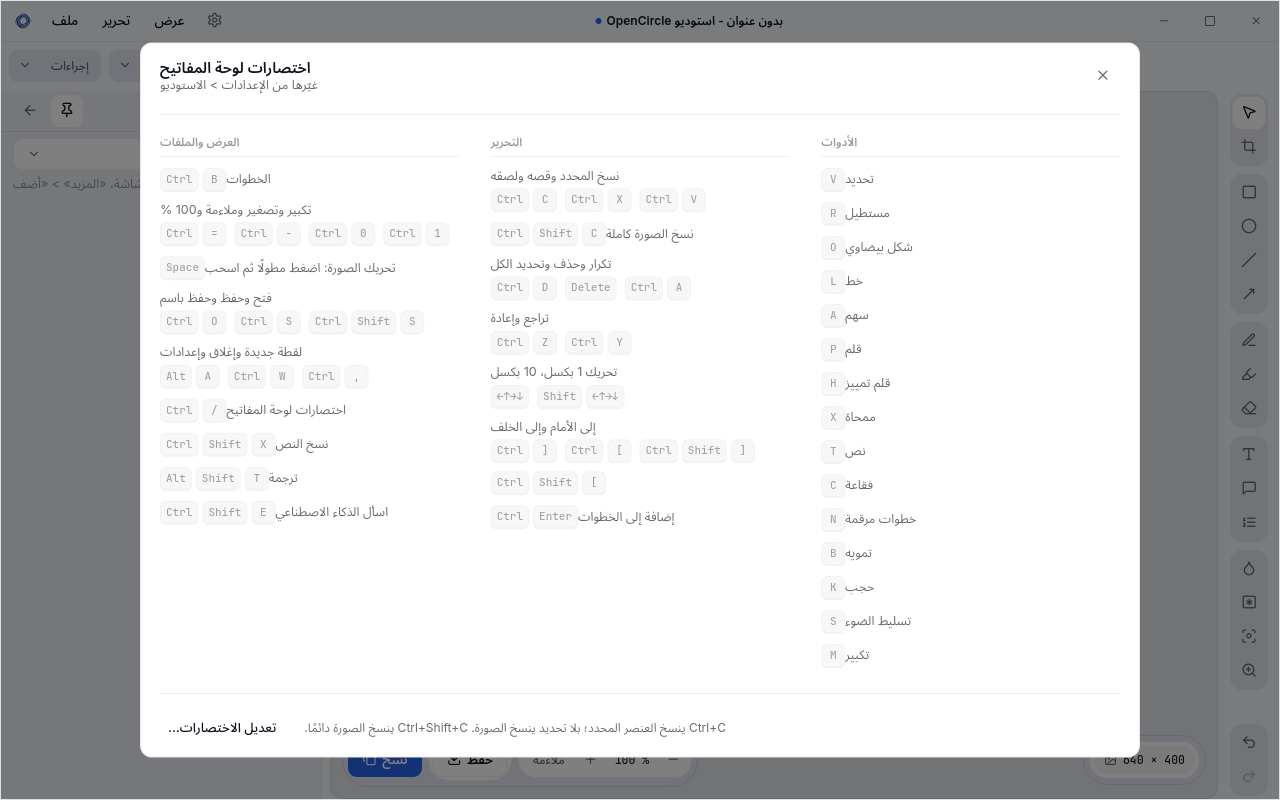 ملف
تحرير
عرض
بدون عنوان - استوديو OpenCircle
إجراءات
اختصارات لوحة المفاتيح
غيّرها من الإعدادات > الاستوديو
الأدوات
تحديد V
مستطيل R
شكل بيضاوي O
خط L
سهم A
قلم P
قلم تمييز H
ممحاة X
نص T
فقاعة C
خطوات مرقمة N
تمويه B
حجب K
تسليط الضوء S
تكبير M
التحرير
نسخ المحدد وقصه ولصقه
Ctrl C Ctrl X Ctrl V
نسخ الصورة كاملة Ctrl Shift C
تكرار وحذف وتحديد الكل
Ctrl D Delete Ctrl A
تراجع وإعادة
Ctrl Z Ctrl Y
تحريك 1 بكسل، 10 بكسل
←↑→↓ Shift ←↑→↓
إلى الأمام وإلى الخلف
Ctrl ] Ctrl [ Ctrl Shift ]
Ctrl Shift [
إضافة إلى الخطوات Ctrl Enter
العرض والملفات
الخطوات Ctrl B
تكبير وتصغير وملاءمة و100 %
Ctrl = Ctrl - Ctrl 0 Ctrl 1
تحريك الصورة: اضغط مطولًا ثم اسحب Space
فتح وحفظ وحفظ باسم
Ctrl O Ctrl S Ctrl Shift S
لقطة جديدة وإغلاق وإعدادات
Alt A Ctrl W Ctrl ,
اختصارات لوحة المفاتيح Ctrl /
نسخ النص Ctrl Shift X
ترجمة Alt Shift T
اسأل الذكاء الاصطناعي Ctrl Shift E
Ctrl+C ينسخ العنصر المحدد؛ بلا تحديد ينسخ الصورة. Ctrl+Shift+C ينسخ الصورة دائمًا.
تعديل الاختصارات...
«المزيد» > «أضف
نسخ
حفظ
ملاءمة
100 %
640 × 400